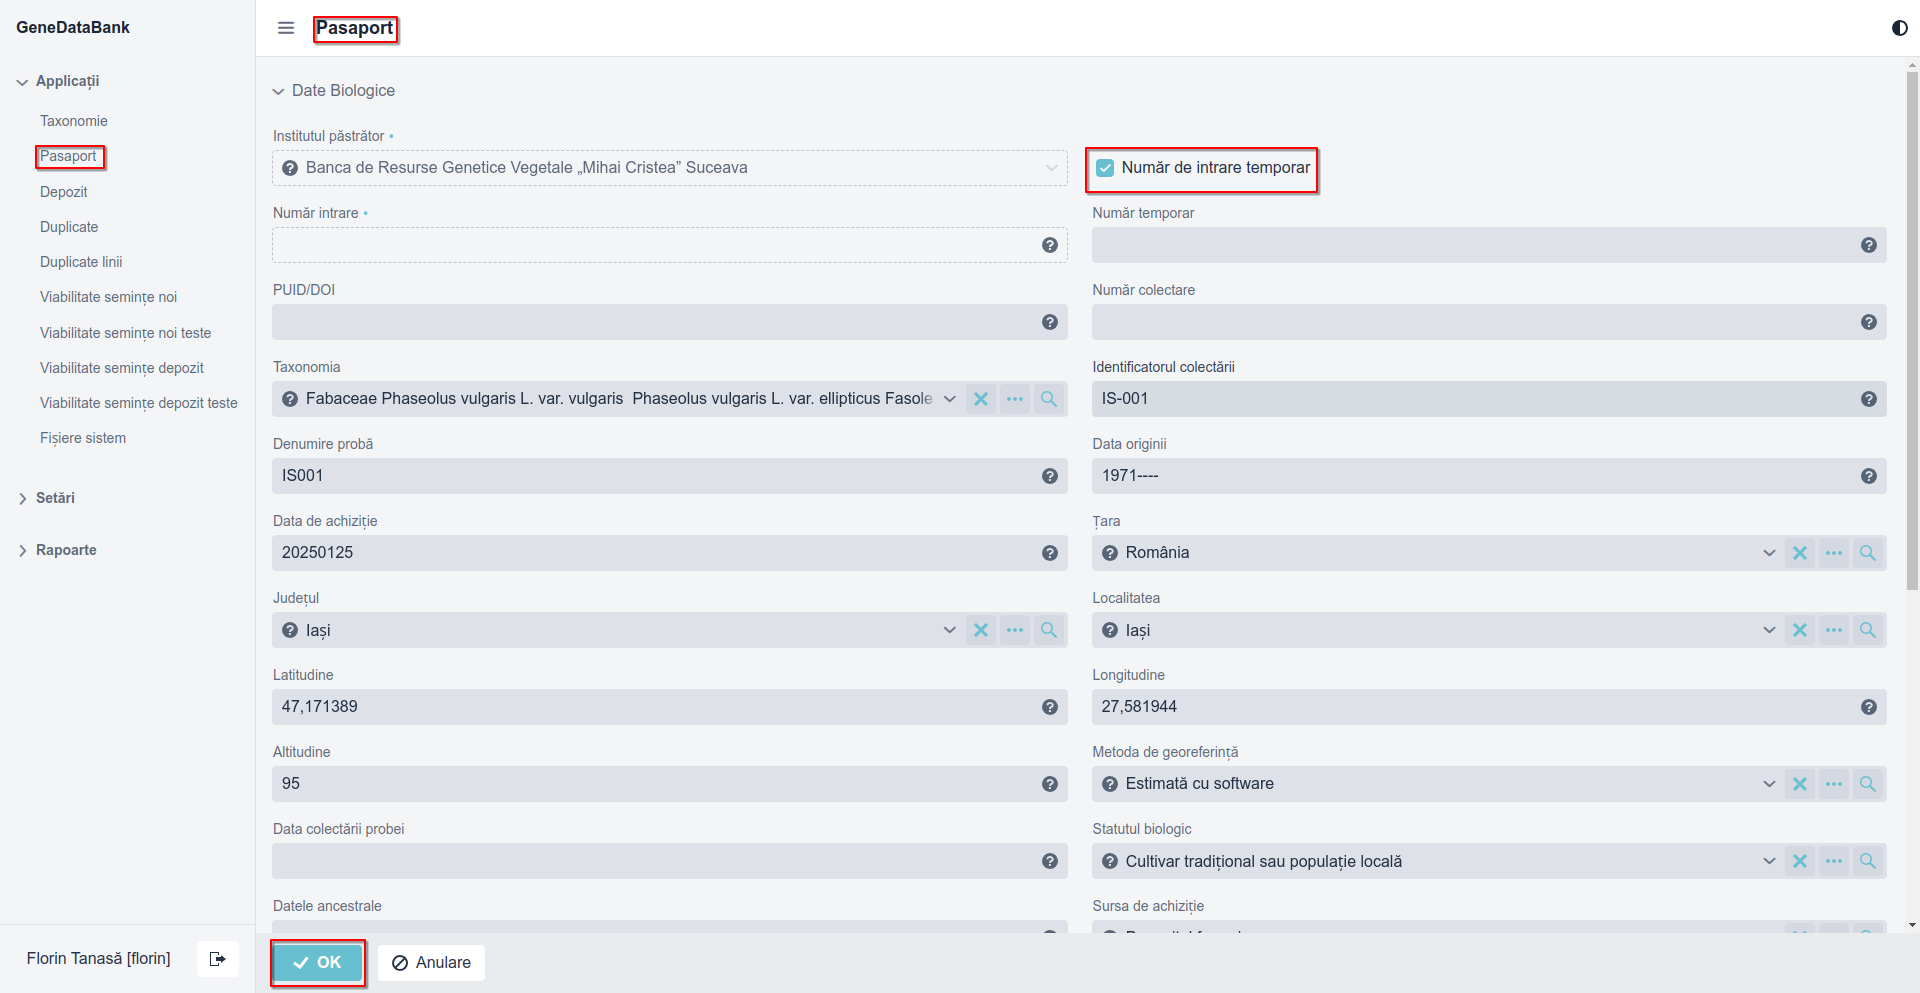 GeneDataBank
Pasaport
Applicații
Taxonomie
Pasaport
Depozit
Duplicate
Duplicate linii
Viabilitate semințe noi
Viabilitate semințe noi teste
Viabilitate semințe depozit
Viabilitate semințe depozit teste
Fișiere sistem
Setări
Rapoarte
Florin Tanasă [florin]
Date Biologice
Institutul păstrător •
Banca de Resurse Genetice Vegetale „Mihai Cristea” Suceava
Număr de intrare temporar
Număr intrare •
Număr temporar
PUID/DOI
Număr colectare
Taxonomia
Fabaceae Phaseolus vulgaris L. var. vulgaris  Phaseolus vulgaris L. var. ellipticus Fasole
Identificatorul colectării
IS-001
Denumire probă
IS001
Data originii
1971----
Data de achiziție
20250125
Țara
România
Județul
Iași
Localitatea
Iași
Latitudine
47,171389
Longitudine
27,581944
Altitudine
95
Metoda de georeferință
Estimată cu software
Data colectării probei
Statutul biologic
Cultivar tradițional sau populație locală
Datele ancestrale
Sursa de achiziție
OK
Anulare